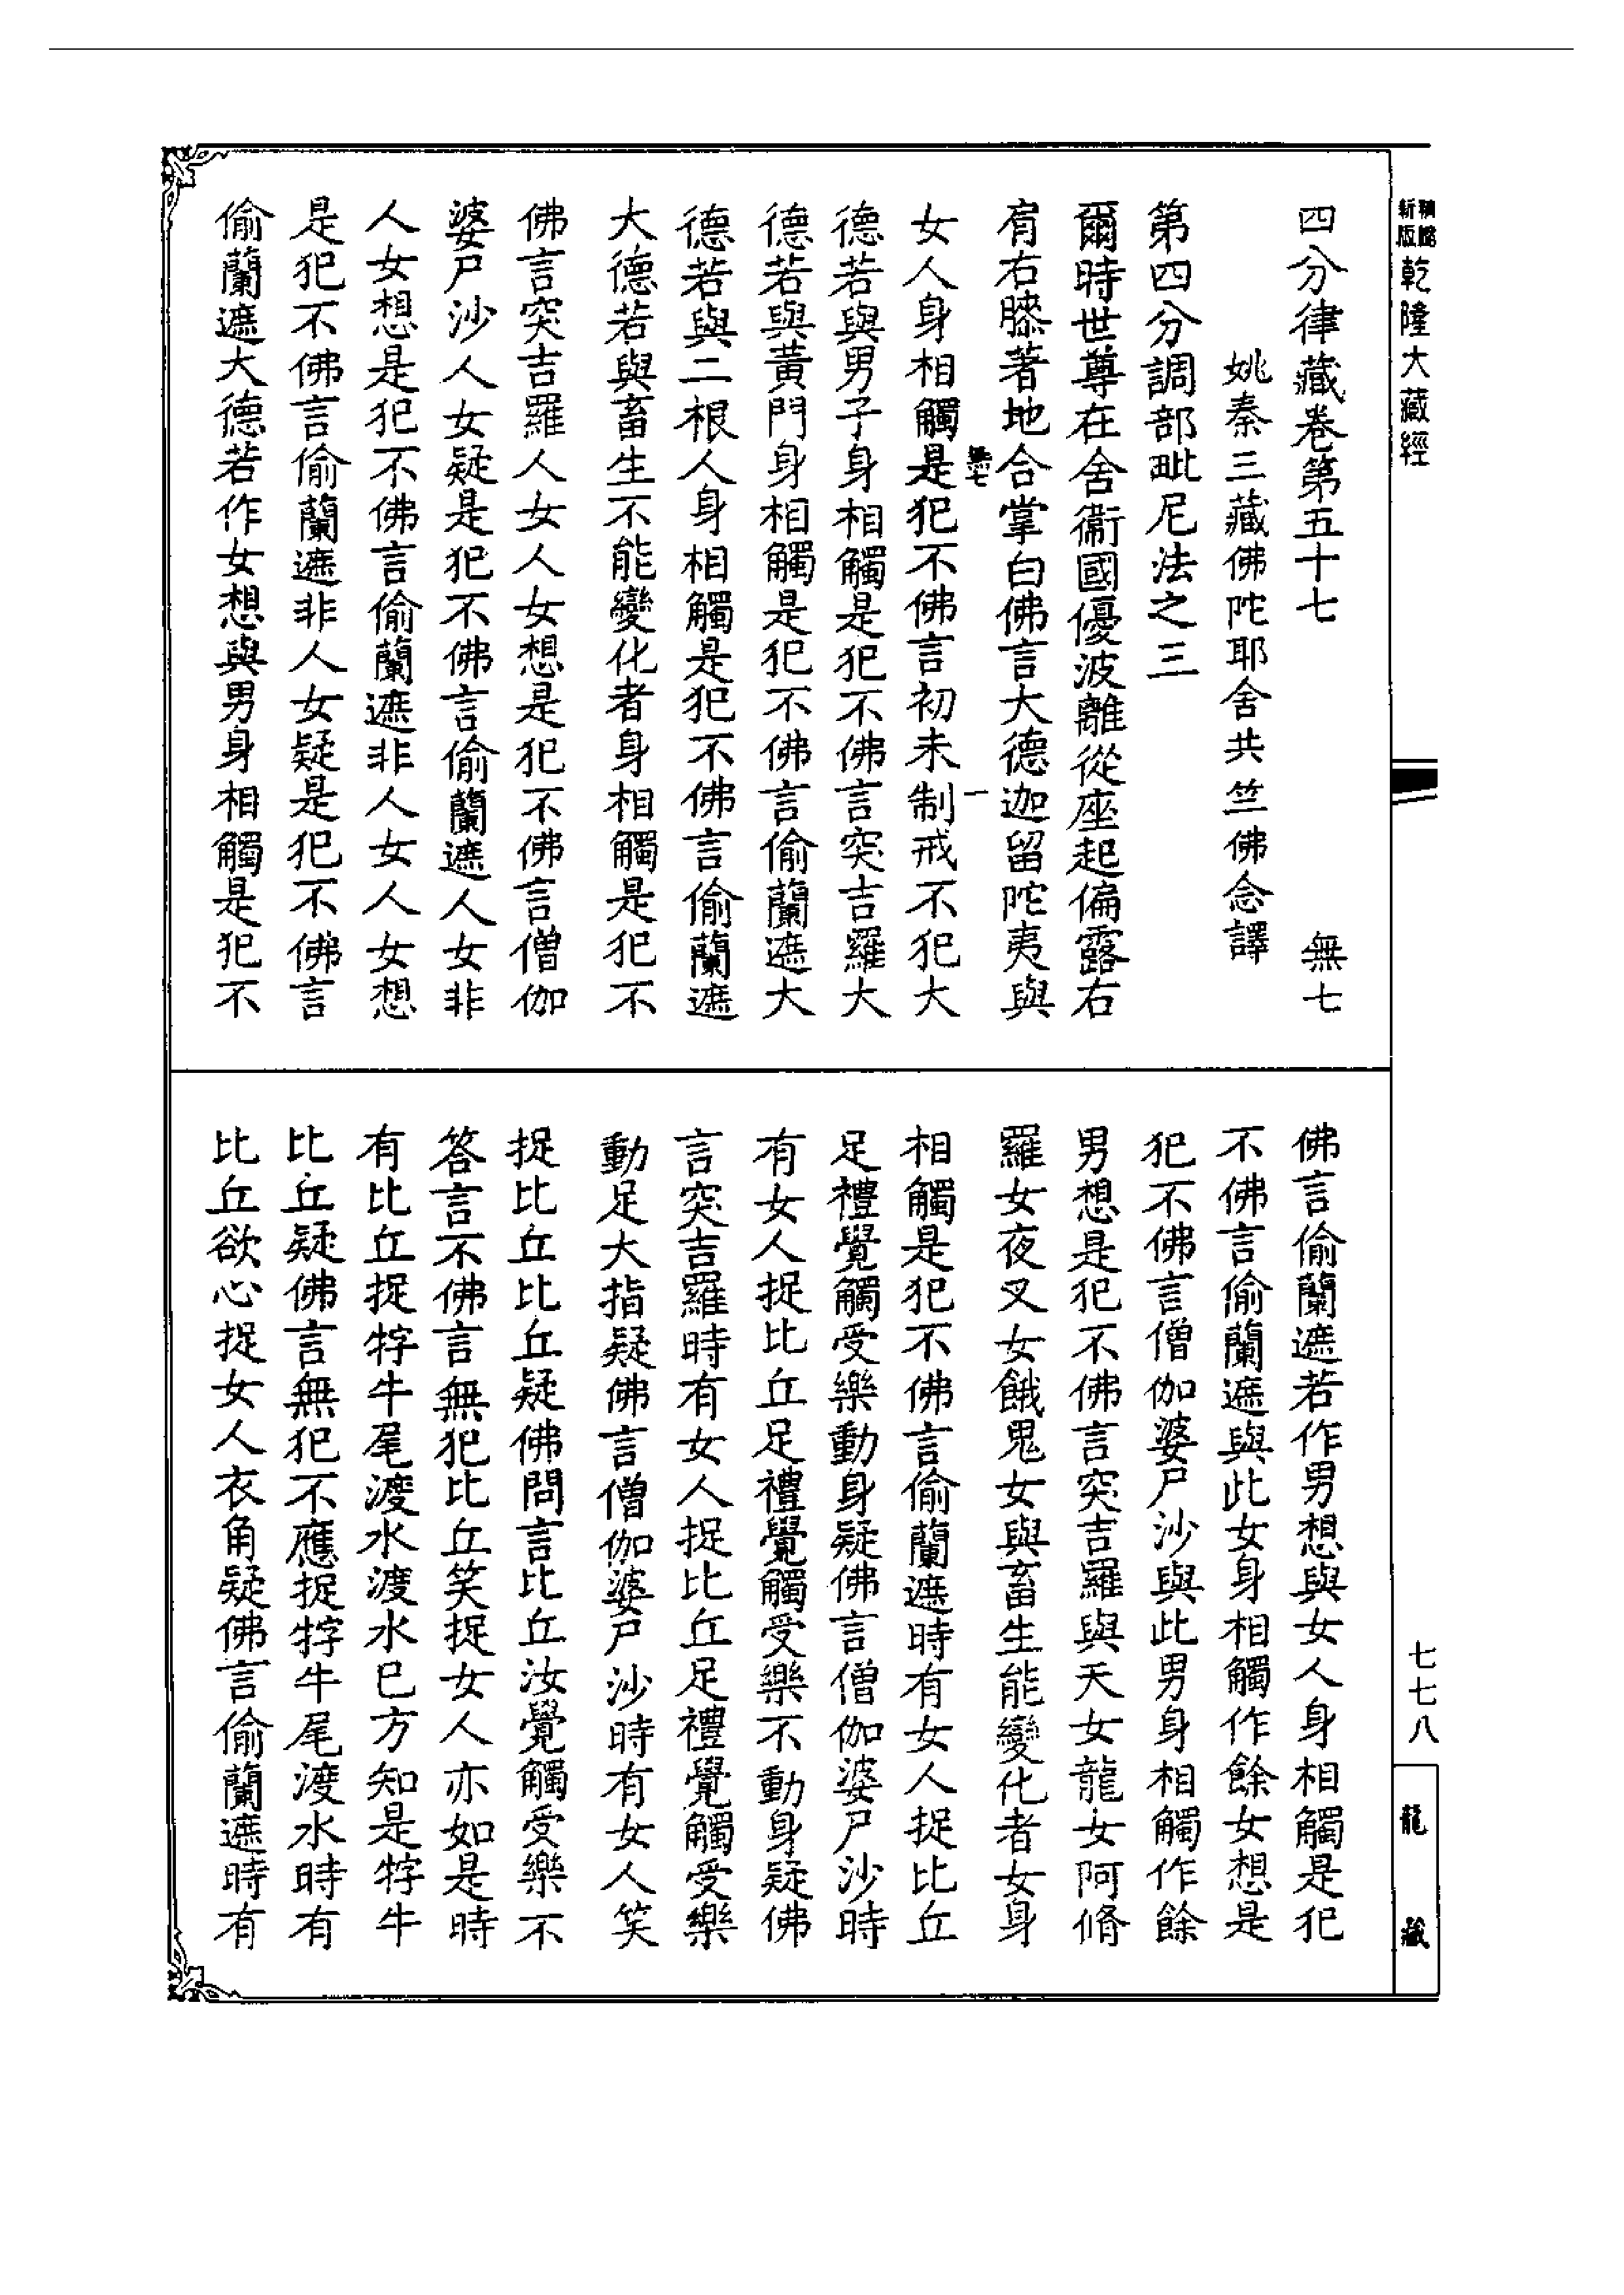 新版
乾隆大藏經
四分律藏卷第五十七 無七
姚秦三藏佛陀耶舍共竺佛念譯
第四分調部毗尼法之三
爾時世尊在舍衛國優波離從座起偏露右
肩右膝著地合掌白佛言大德迦留陀夷與
無七 一
女人身相觸是犯不佛言初未制戒不犯大
德若與男子身相觸是犯不佛言突吉羅大
德若與黃門身相觸是犯不佛言偷蘭遮大
德若與二根人身相觸是犯不佛言偷蘭遮
大德若與畜生不能變化者身相觸是犯不
佛言突吉羅人女人女想是犯不佛言僧伽
婆尸沙人女疑是犯不佛言偷蘭遮人女非
人女想是犯不佛言偷蘭遮非人女人女想
是犯不佛言偷蘭遮非人女疑是犯不佛言
偷蘭遮大德若作女想與男身相觸是犯不
佛言偷蘭遮若作男想與女人身相觸是犯
不佛言偷蘭遮與此女身相觸作餘女想是
犯不佛言僧伽婆尸沙與此男身相觸作餘
男想是犯不佛言突吉羅與天女龍女阿脩
羅女夜叉女餓鬼女與畜生能變化者女身
相觸是犯不佛言偷蘭遮時有女人捉比丘
足禮覺觸受樂動身疑佛言僧伽婆尸沙時
有女人捉比丘足禮覺觸受樂不動身疑佛
言突吉羅時有女人捉比丘足禮覺觸受樂
動足大指疑佛言僧伽婆尸沙時有女人笑
捉比丘比丘疑佛問言比丘汝覺觸受樂不
答言不佛言無犯比丘笑捉女人亦如是時
有比丘捉牸牛尾渡水渡水已方知是牸牛
比丘疑佛言無犯不應捉牸牛尾渡水時有
比丘欲心捉女人衣角疑佛言偷蘭遮時有
七七八
龍藏